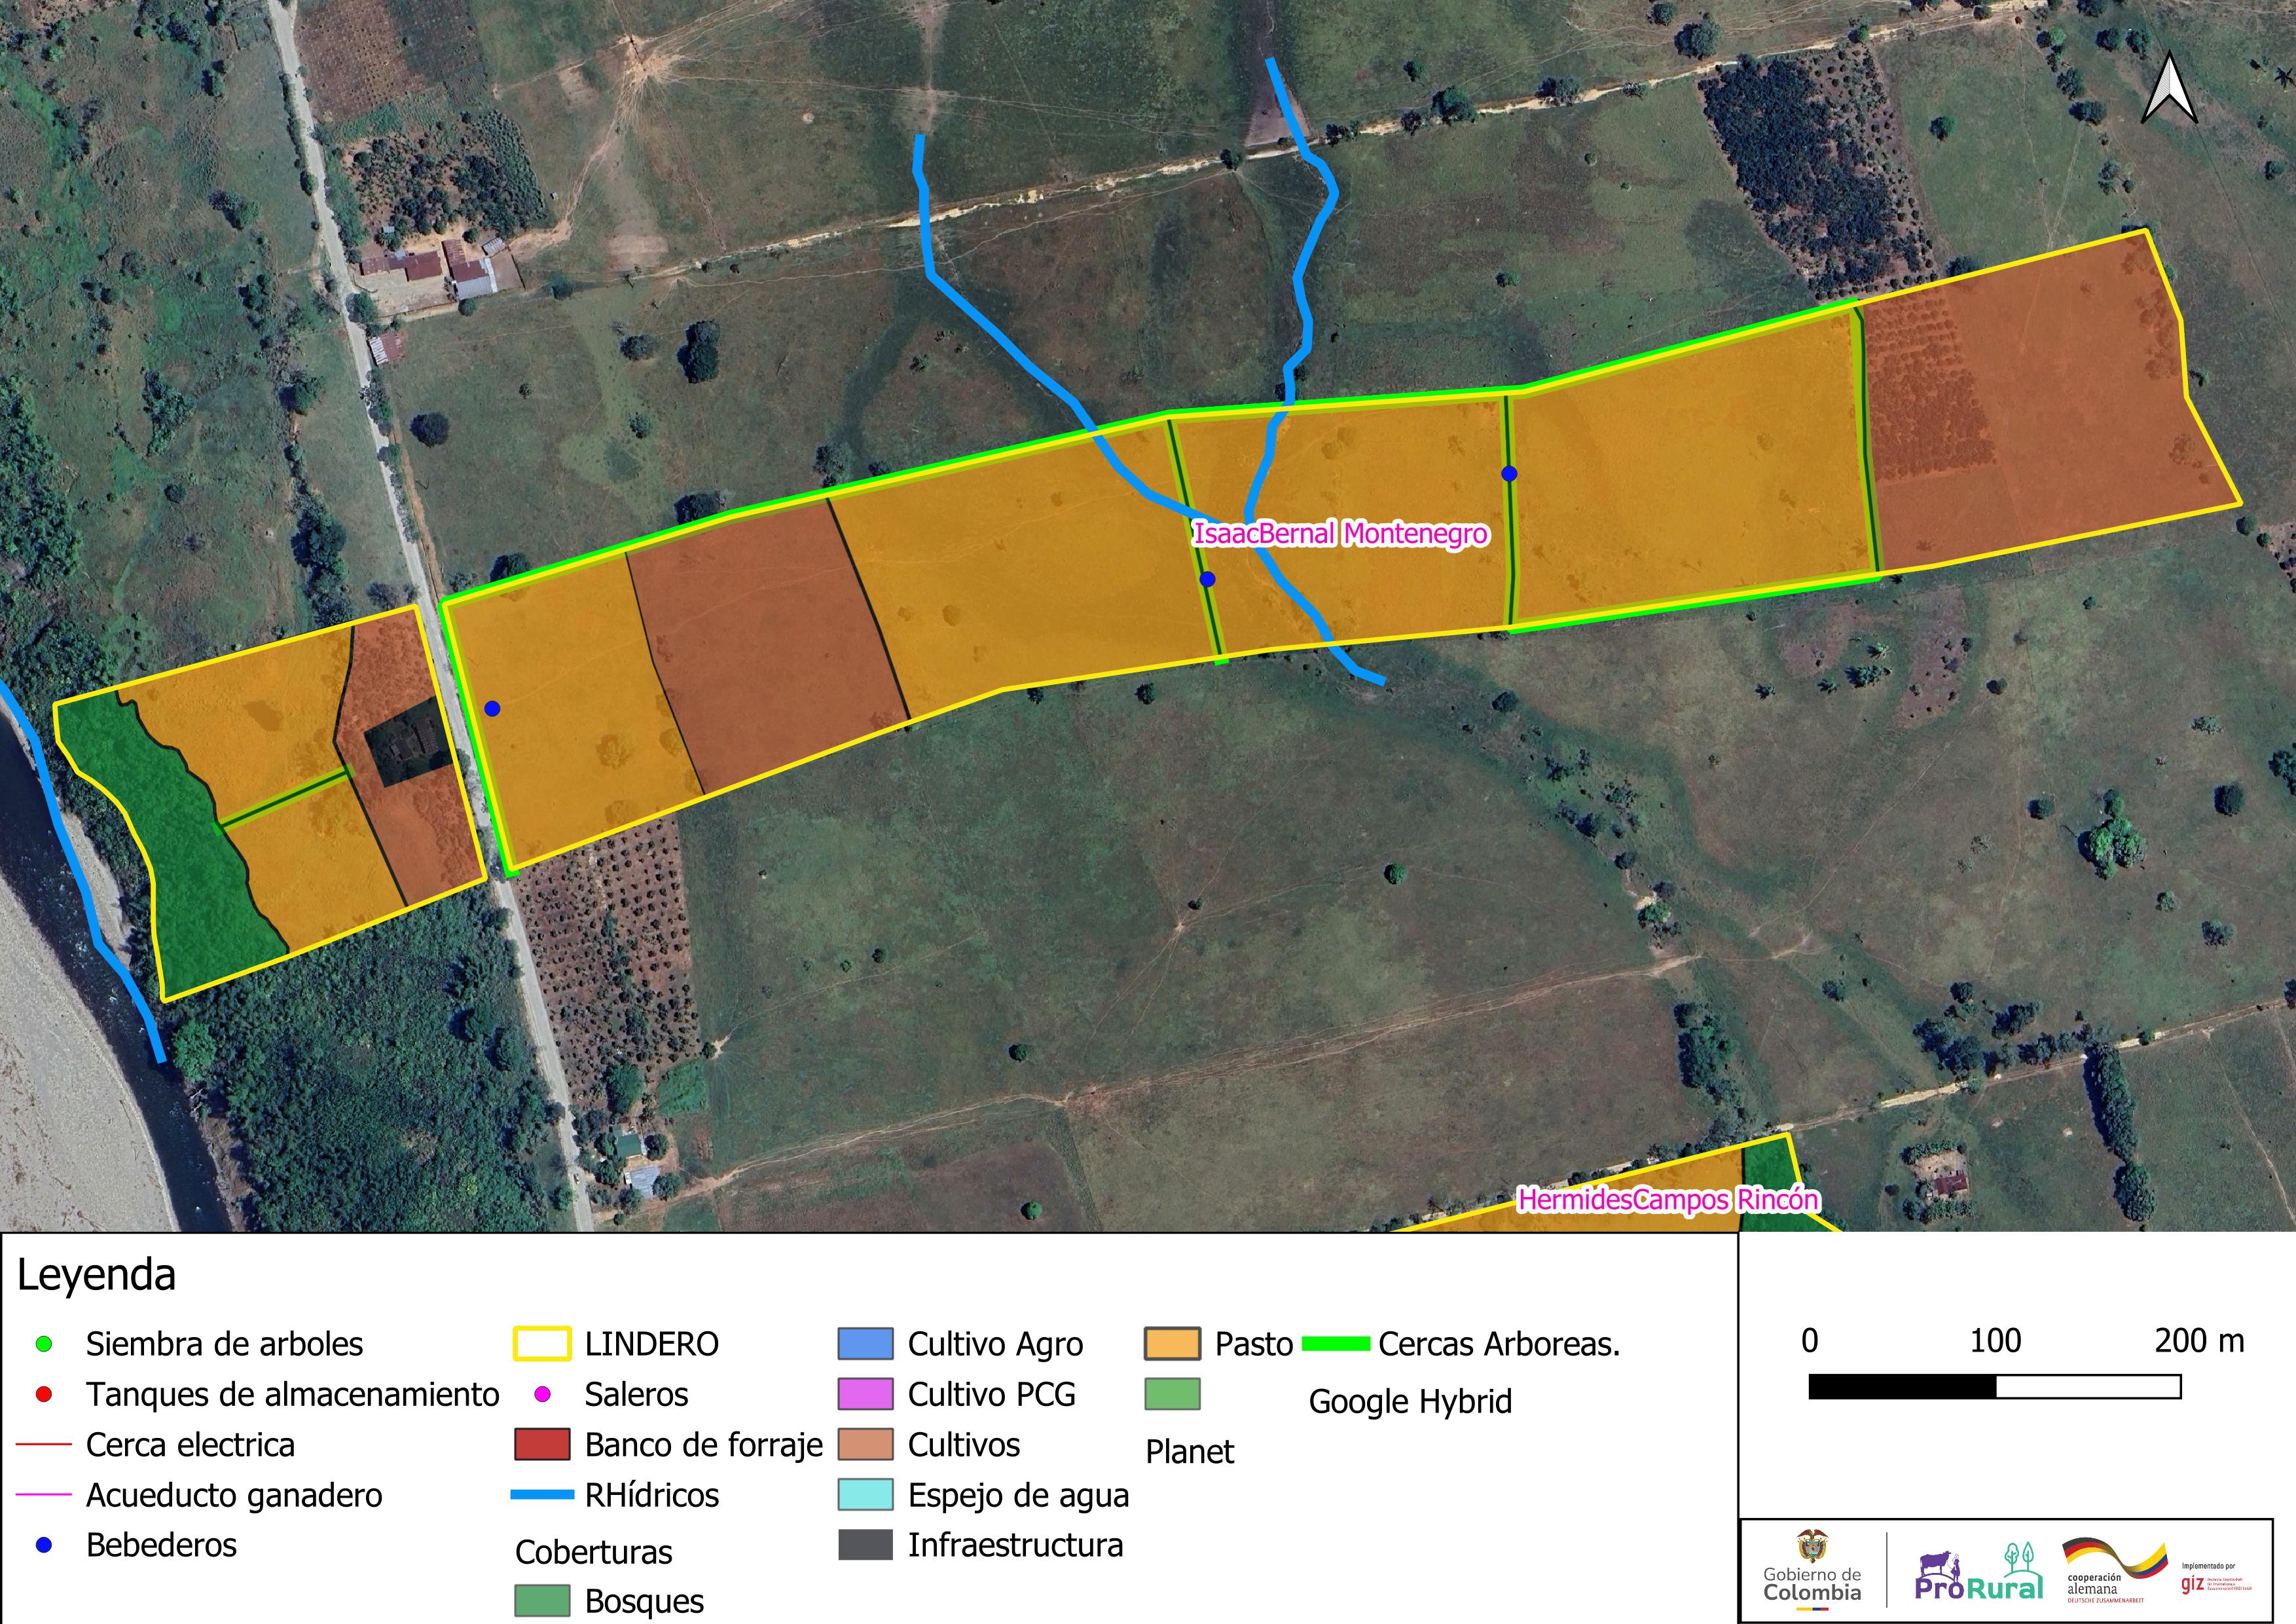 IsaacBernal Montenegro
HermidesCampos Rincón
Leyenda
Siembra de arboles
Tanques de almacenamiento
Cerca electrica
Acueducto ganadero
Bebederos
LINDERO
Saleros
Banco de forraje
RHídricos
Coberturas
Bosques
Cultivo Agro
Cultivo PCG
Cultivos
Espejo de agua
Infraestructura
Pasto
Planet
Cercas Arboreas.
Google Hybrid
0 100 200 m
Gobierno de
Colombia
ProRural
cooperación
alemana
DEUTSCHE ZUSAMMENARBEIT
Implementado por
giz